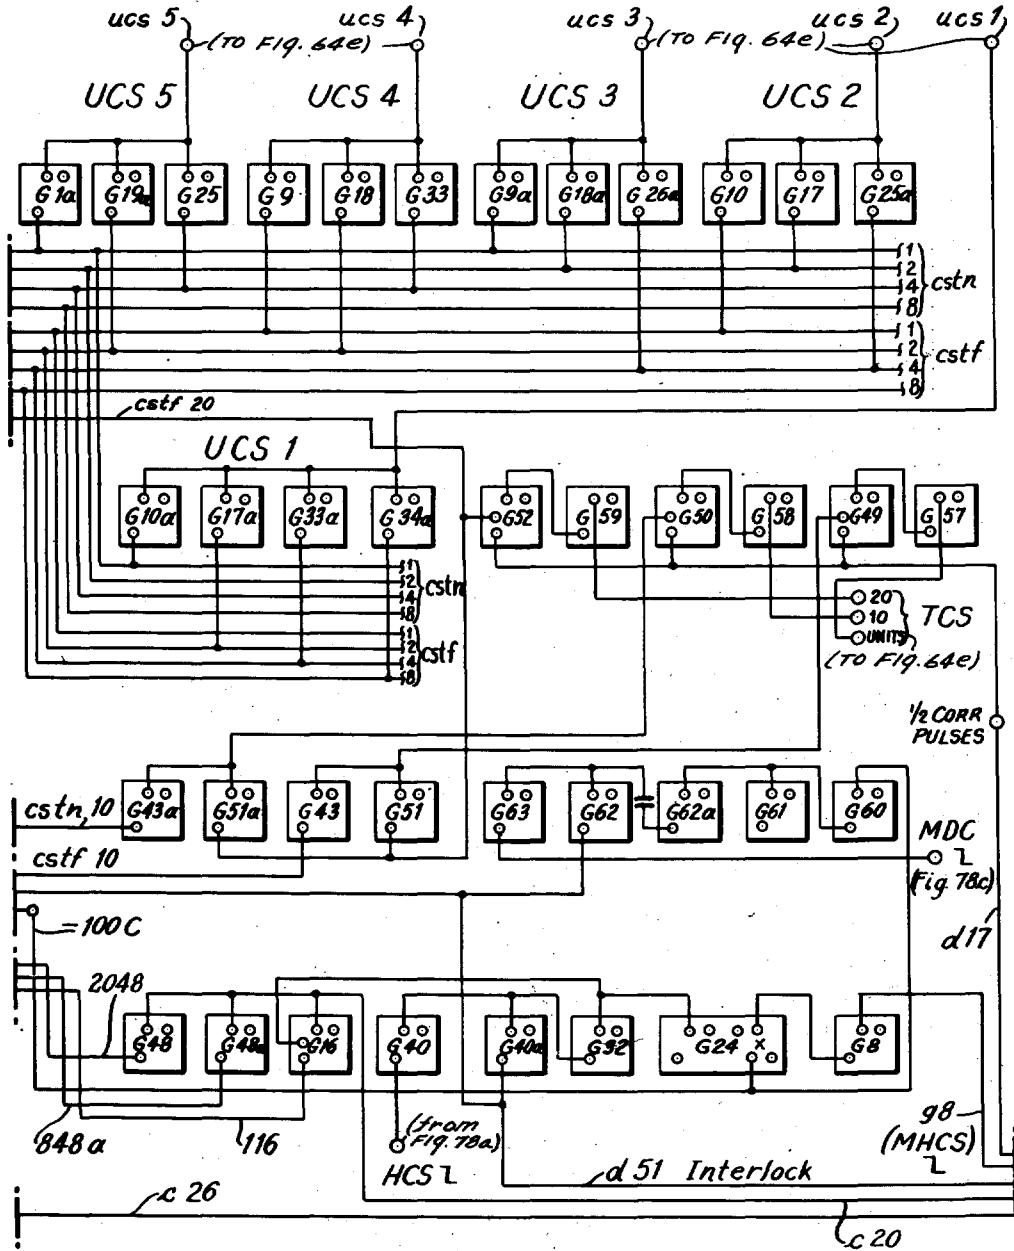 ucs 5 ucs 4 ucs 3 ucs 2 ucs 1
(TO FIG. 64e) (TO FIG. 64e)
UCS 5 UCS 4 UCS 3 UCS 2
G1a G19a G25 G9 G18 G33 G9a G18a G26a G10 G17 G25a
1
2
4
8
cstn
1
2
4
8
cstf
cstf 20
UCS 1
G10a G17a G33a G34a G52 G59 G50 G58 G49 G57
1
2
4
8
cstn
1
2
4
8
cstf
20
10
UNITS
TCS
(TO FIG. 64e)
1/2 CORR
PULSES
G43a G51a G43 G51 G63 G62 G62a G61 G60
cstn, 10
cstf 10
MDC
(Fig. 78c)
=100C
d17
2048
G48 G48a G16 G40 G40a G32 G24 x G8
848a
116
(from
FIG. 78a)
HCS
g8
(MHCS)
d 51 Interlock
c 26
c 20